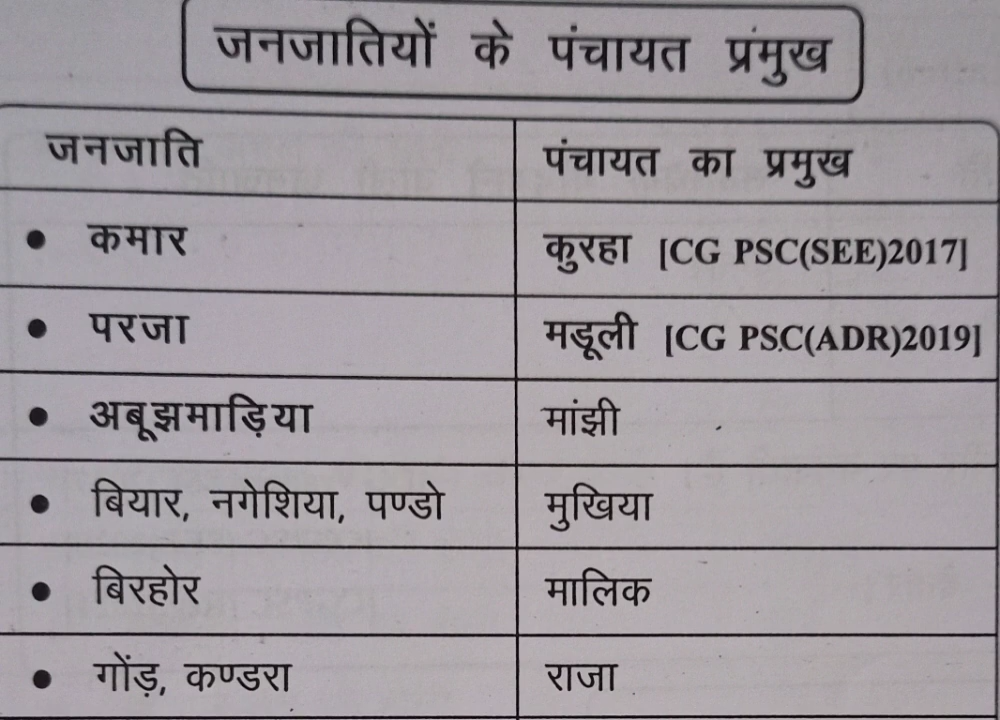 जनजातियों के पंचायत प्रमुख
जनजाति पंचायत का प्रमुख
• कमार कुरहा [CG PSC(SEE)2017]
• परजा मडूली [CG PSC(ADR)2019]
• अबूझमाड़िया मांझी
• बियार, नगेशिया, पण्डो मुखिया
• बिरहोर मालिक
• गोंड़, कण्डरा राजा